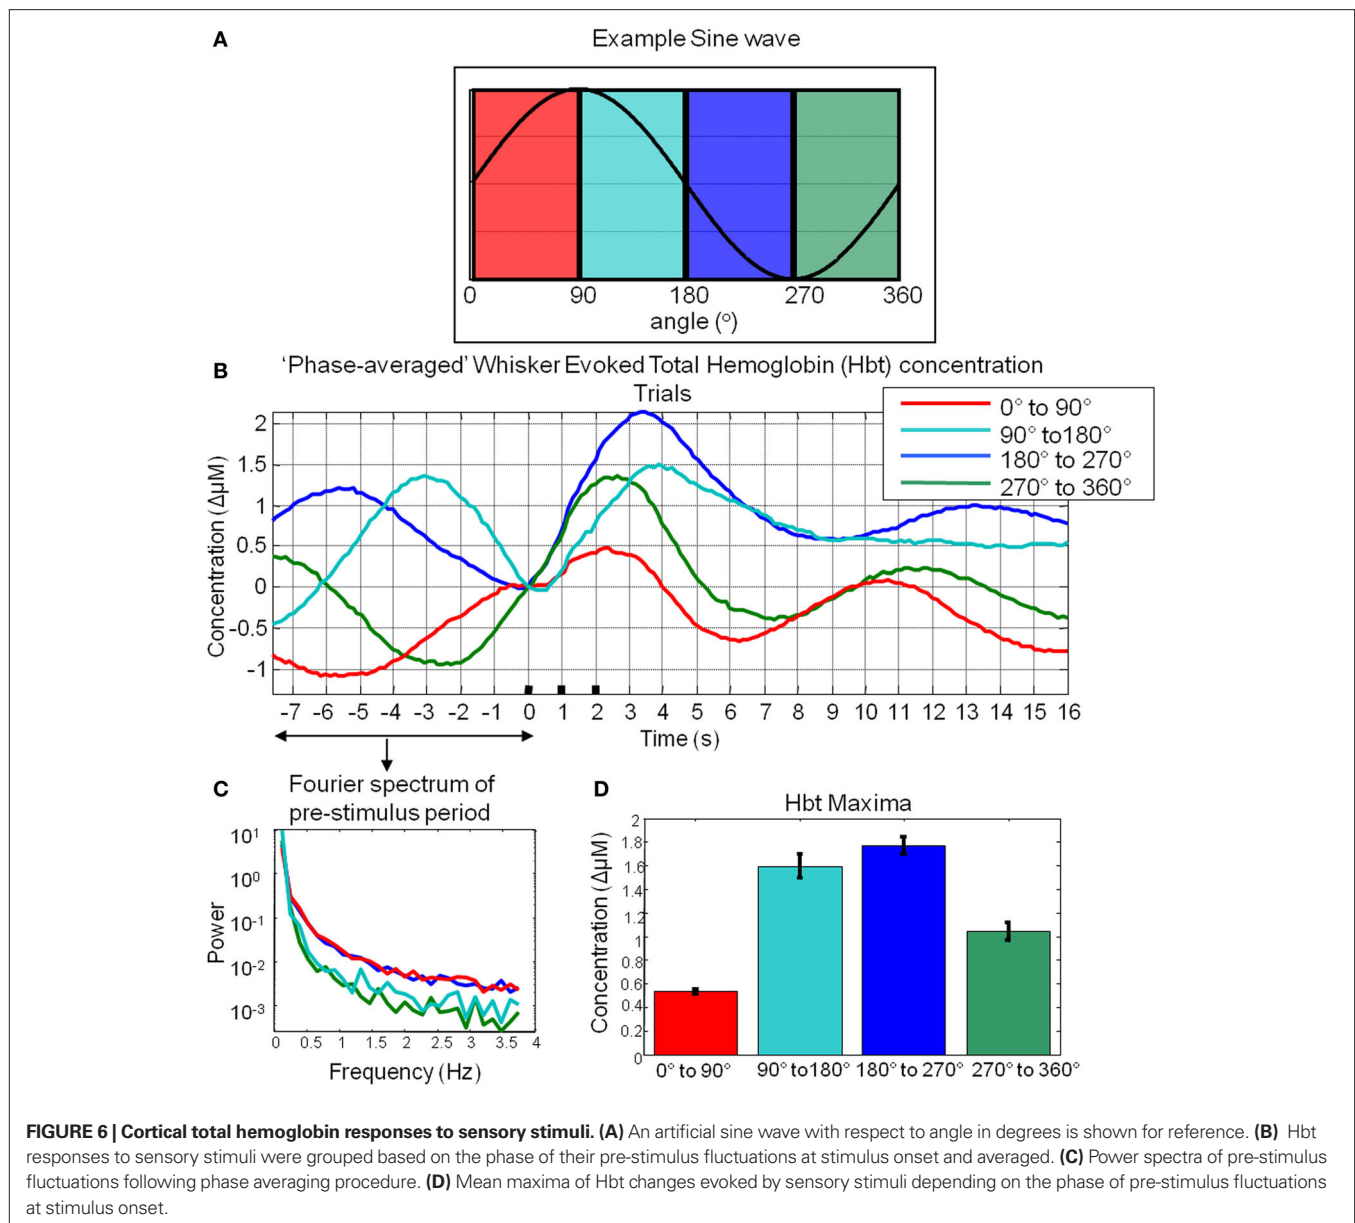 A
Example Sine wave
0 90 180 270 360
angle (°)
B
'Phase-averaged' Whisker Evoked Total Hemoglobin (Hbt) concentration
Trials
0° to 90°
90° to180°
180° to 270°
270° to 360°
Concentration (ΔµM)
2
1.5
1
0.5
0
-0.5
-1
-7 -6 -5 -4 -3 -2 -1 0 1 2 3 4 5 6 7 8 9 10 11 12 13 14 15 16
Time (s)
C
Fourier spectrum of
pre-stimulus period
Power
10¹
10⁰
10⁻¹
10⁻²
10⁻³
0 0.5 1 1.5 2 2.5 3 3.5 4
Frequency (Hz)
D
Hbt Maxima
Concentration (ΔµM)
2
1.8
1.6
1.4
1.2
1
0.8
0.6
0.4
0.2
0
0° to 90° 90° to180° 180° to 270° 270° to 360°
FIGURE 6 | Cortical total hemoglobin responses to sensory stimuli. (A) An artificial sine wave with respect to angle in degrees is shown for reference. (B) Hbt
responses to sensory stimuli were grouped based on the phase of their pre-stimulus fluctuations at stimulus onset and averaged. (C) Power spectra of pre-stimulus
fluctuations following phase averaging procedure. (D) Mean maxima of Hbt changes evoked by sensory stimuli depending on the phase of pre-stimulus fluctuations
at stimulus onset.